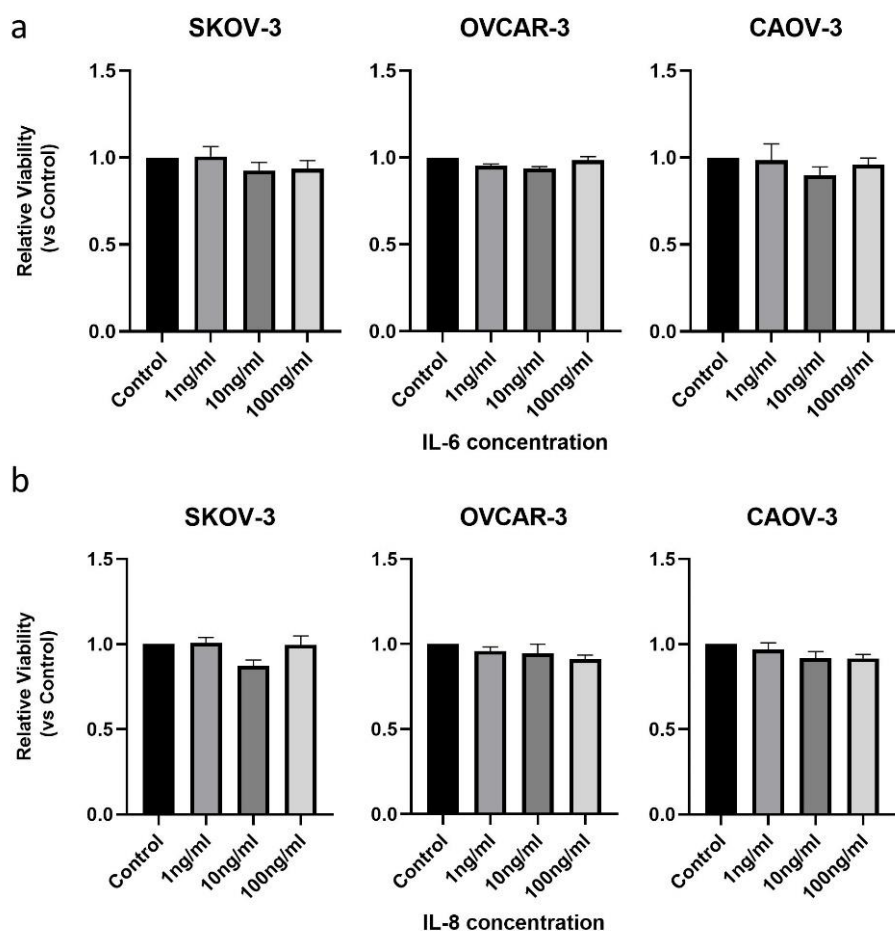 a
SKOV-3 OVCAR-3 CAOV-3
Relative Viability
(vs Control)
1.5 1.5 1.5
1.0 1.0 1.0
0.5 0.5 0.5
0.0 0.0 0.0
Control 1ng/ml 10ng/ml 100ng/ml Control 1ng/ml 10ng/ml 100ng/ml Control 1ng/ml 10ng/ml 100ng/ml
IL-6 concentration
b
SKOV-3 OVCAR-3 CAOV-3
Relative Viability
(vs Control)
1.5 1.5 1.5
1.0 1.0 1.0
0.5 0.5 0.5
0.0 0.0 0.0
Control 1ng/ml 10ng/ml 100ng/ml Control 1ng/ml 10ng/ml 100ng/ml Control 1ng/ml 10ng/ml 100ng/ml
IL-8 concentration